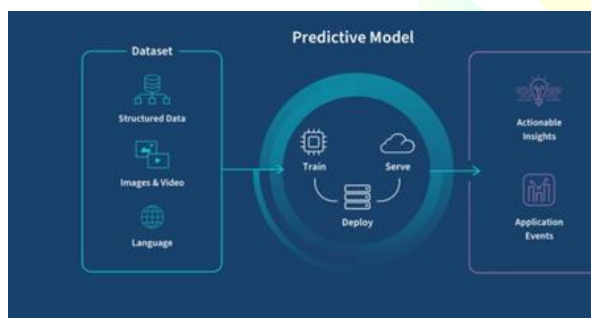 Predictive Model
Dataset
Structured Data
Images & Video
Language
Train
Serve
Deploy
Actionable
Insights
Application
Events